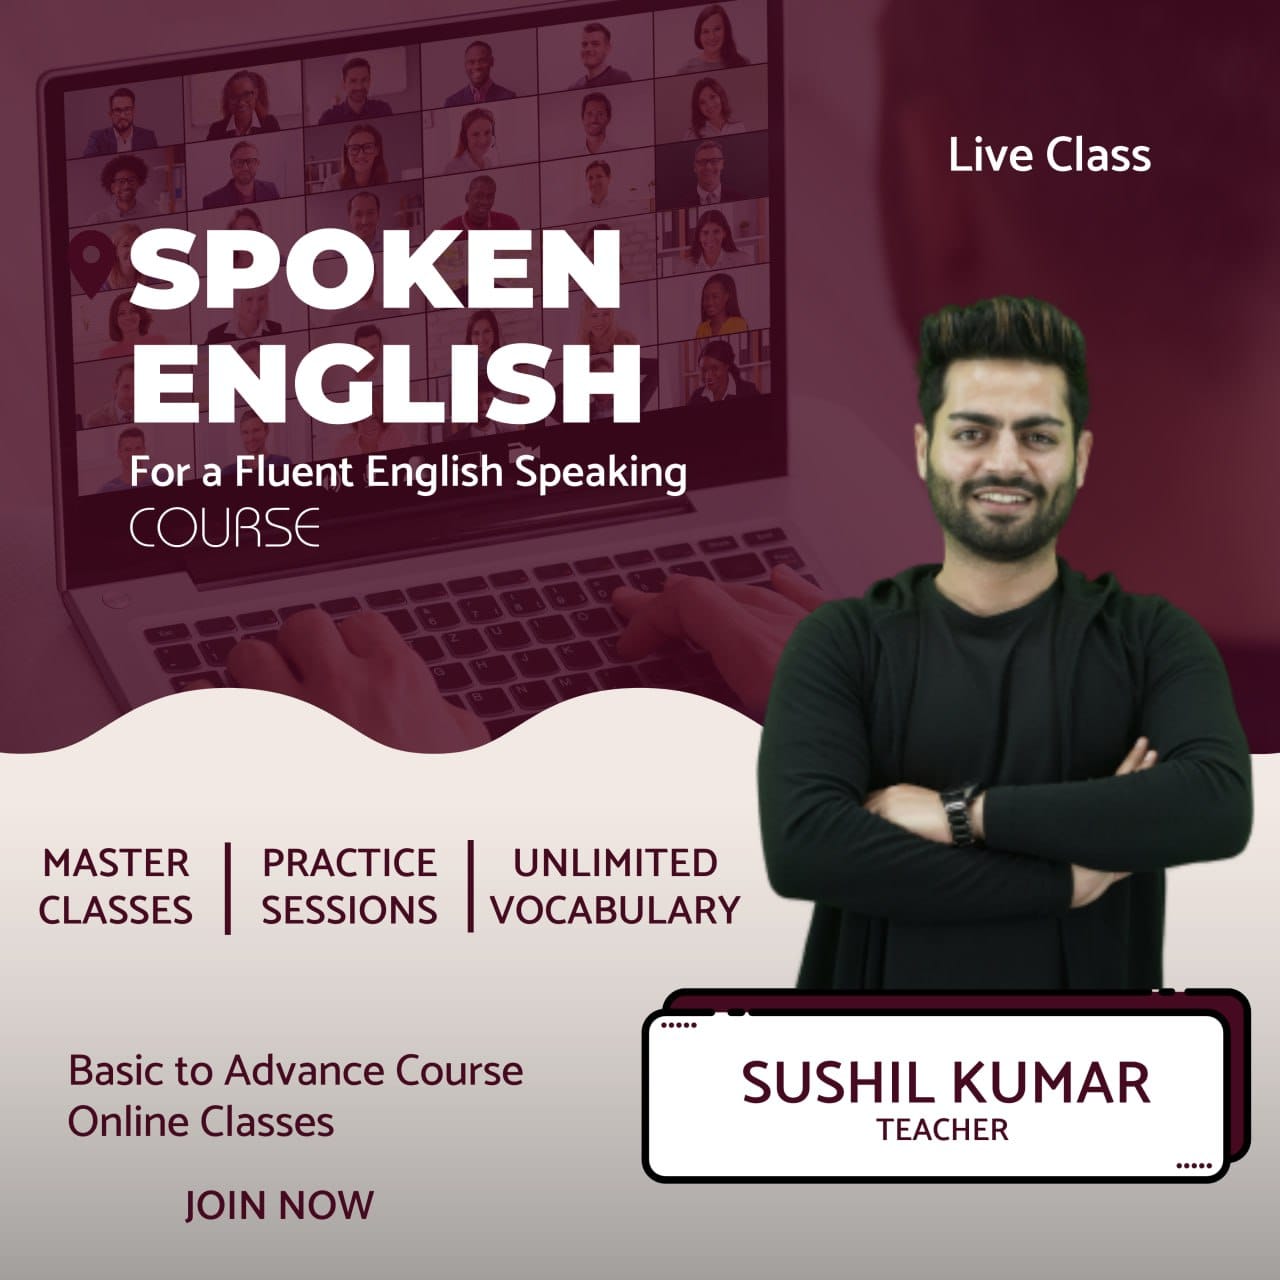 Live Class
SPOKEN
ENGLISH
For a Fluent English Speaking
COURSE
MASTER
CLASSES
PRACTICE
SESSIONS
UNLIMITED
VOCABULARY
Basic to Advance Course
Online Classes
JOIN NOW
SUSHIL KUMAR
TEACHER